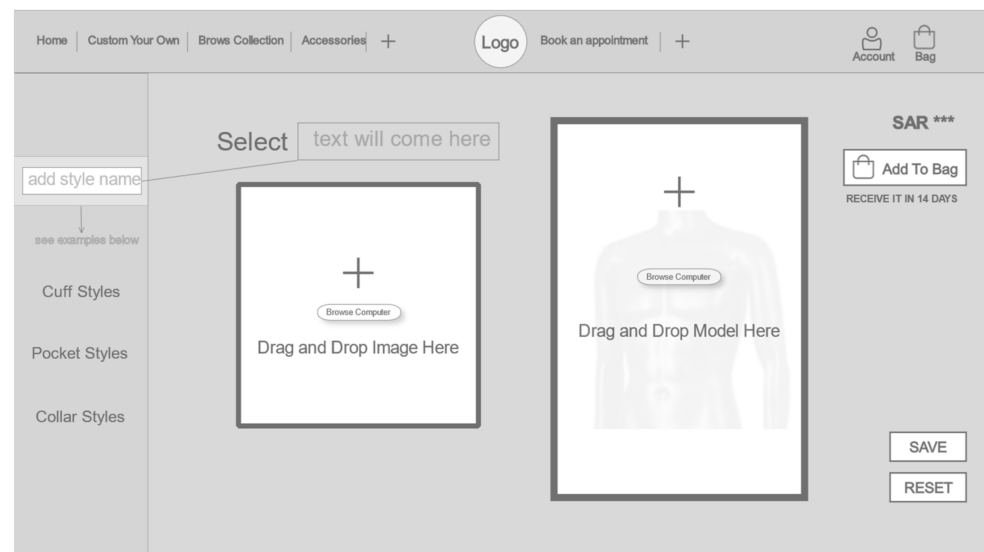 Home
Custom Your Own
Brows Collection
Accessories
Logo
Book an appointment
Account
Bag
add style name
see examples below
Cuff Styles
Pocket Styles
Collar Styles
Select
text will come here
Browse Computer
Drag and Drop Image Here
Browse Computer
Drag and Drop Model Here
SAR ***
Add To Bag
RECEIVE IT IN 14 DAYS
SAVE
RESET